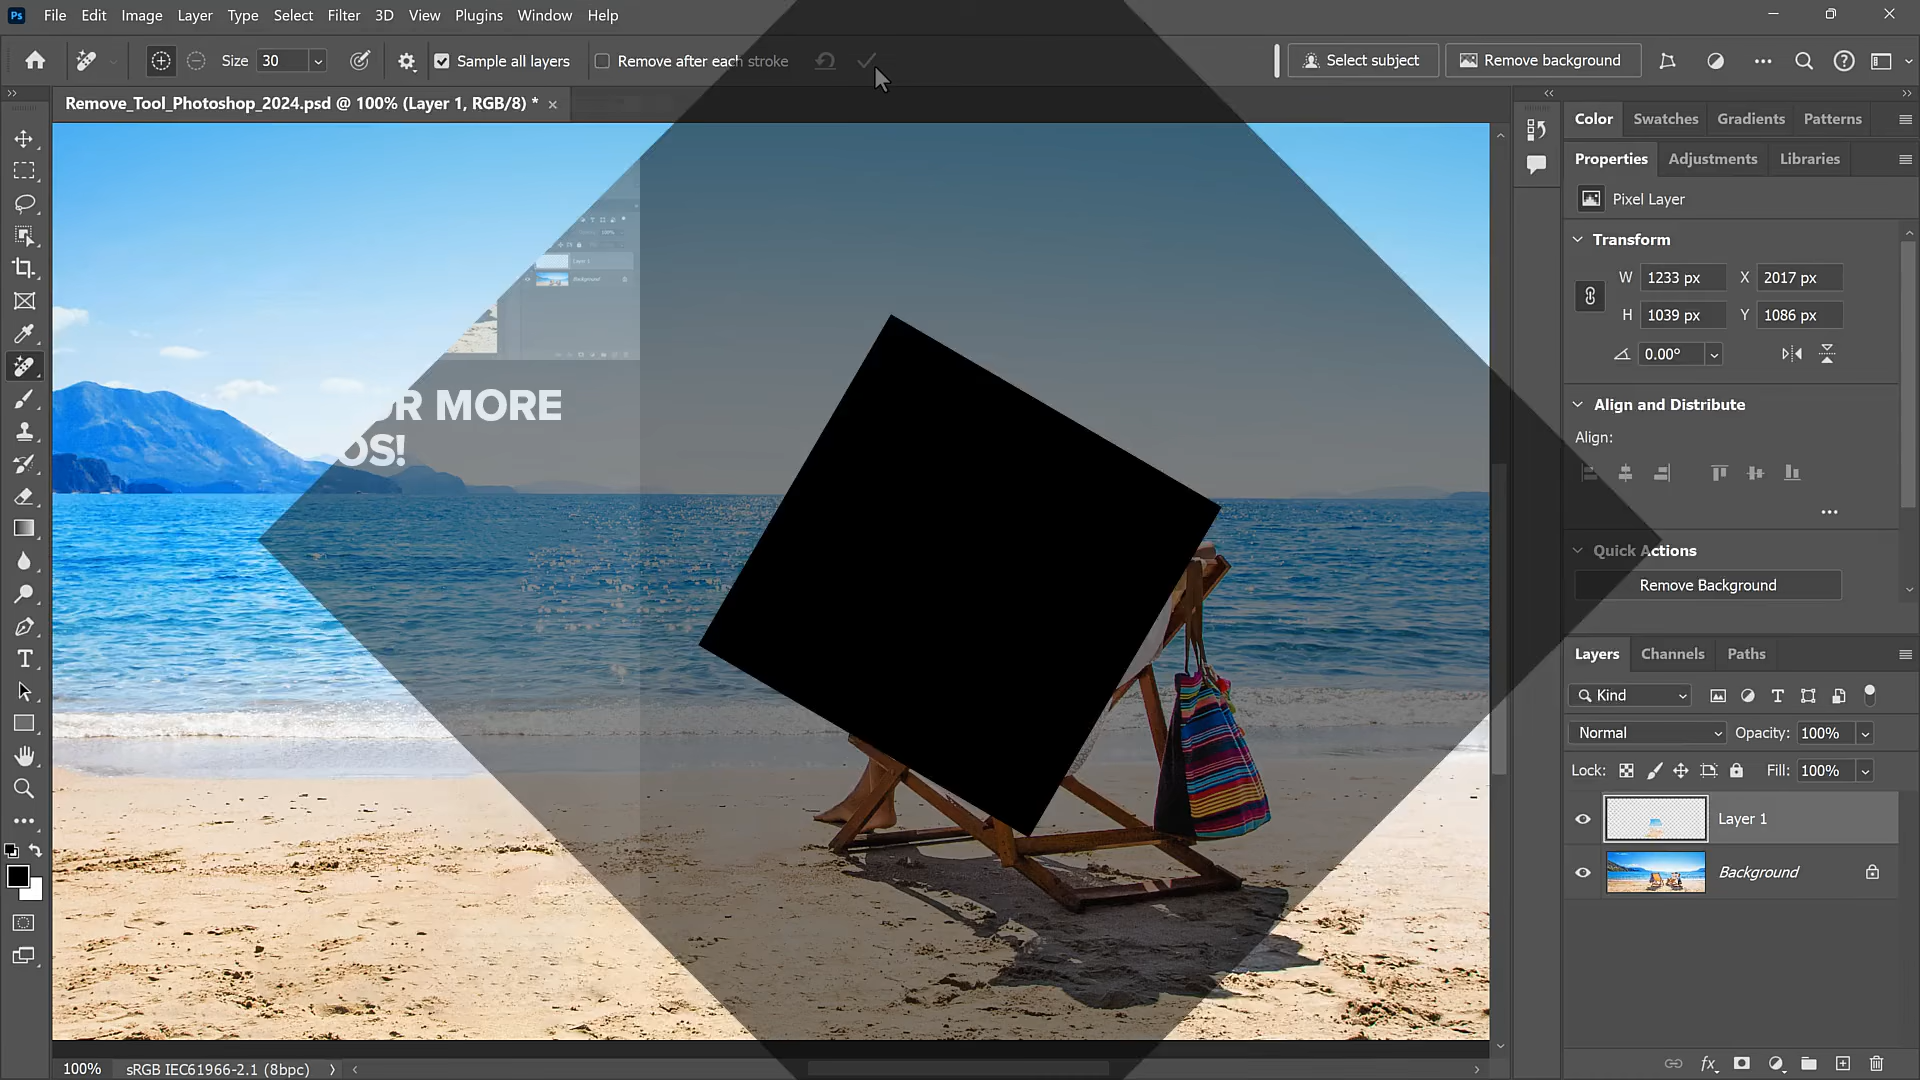 Ps File Edit Image Layer Type Select Filter 3D View Plugins Window Help
Size 30 Sample all layers Remove after each stroke Select subject Remove background
Remove_Tool_Photoshop_2024.psd @ 100% (Layer 1, RGB/8) * ×
Color Swatches Gradients Patterns
Properties Adjustments Libraries
Pixel Layer
Transform
W 1233 px X 2017 px
H 1039 px Y 1086 px
0.00°
OR MORE
OS!
Align and Distribute
Align:
Quick Actions
Remove Background
Layers Channels Paths
Kind
Normal Opacity: 100%
Lock: Fill: 100%
Layer 1
Background
100% sRGB IEC61966-2.1 (8bpc)